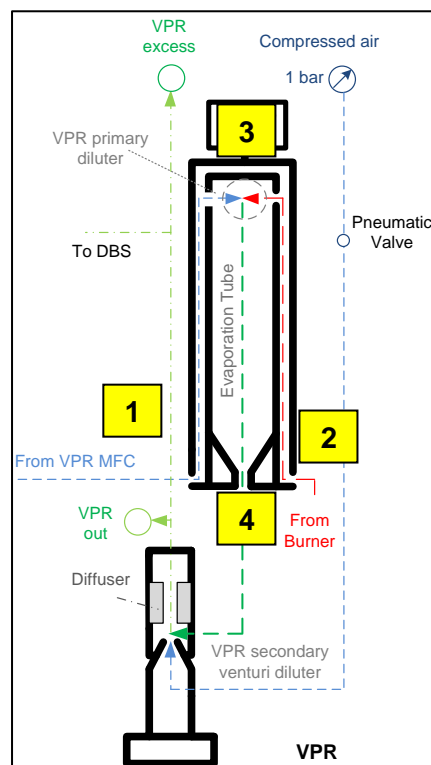 VPR
excess
Compressed air
1 bar
3
VPR primary
diluter
Pneumatic
Valve
To DBS
Evaporation Tube
1
2
From VPR MFC
4
From
Burner
VPR
out
Diffuser
VPR secondary
venturi diluter
VPR